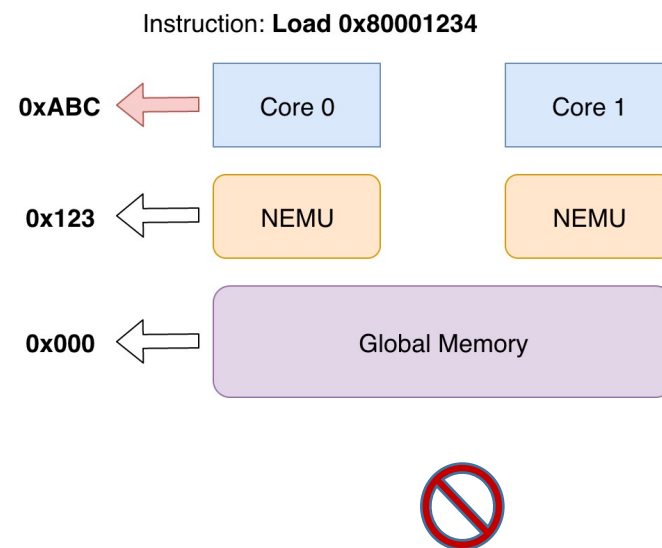 Instruction: Load 0x80001234
0xABC
Core 0
Core 1
0x123
NEMU
NEMU
0x000
Global Memory